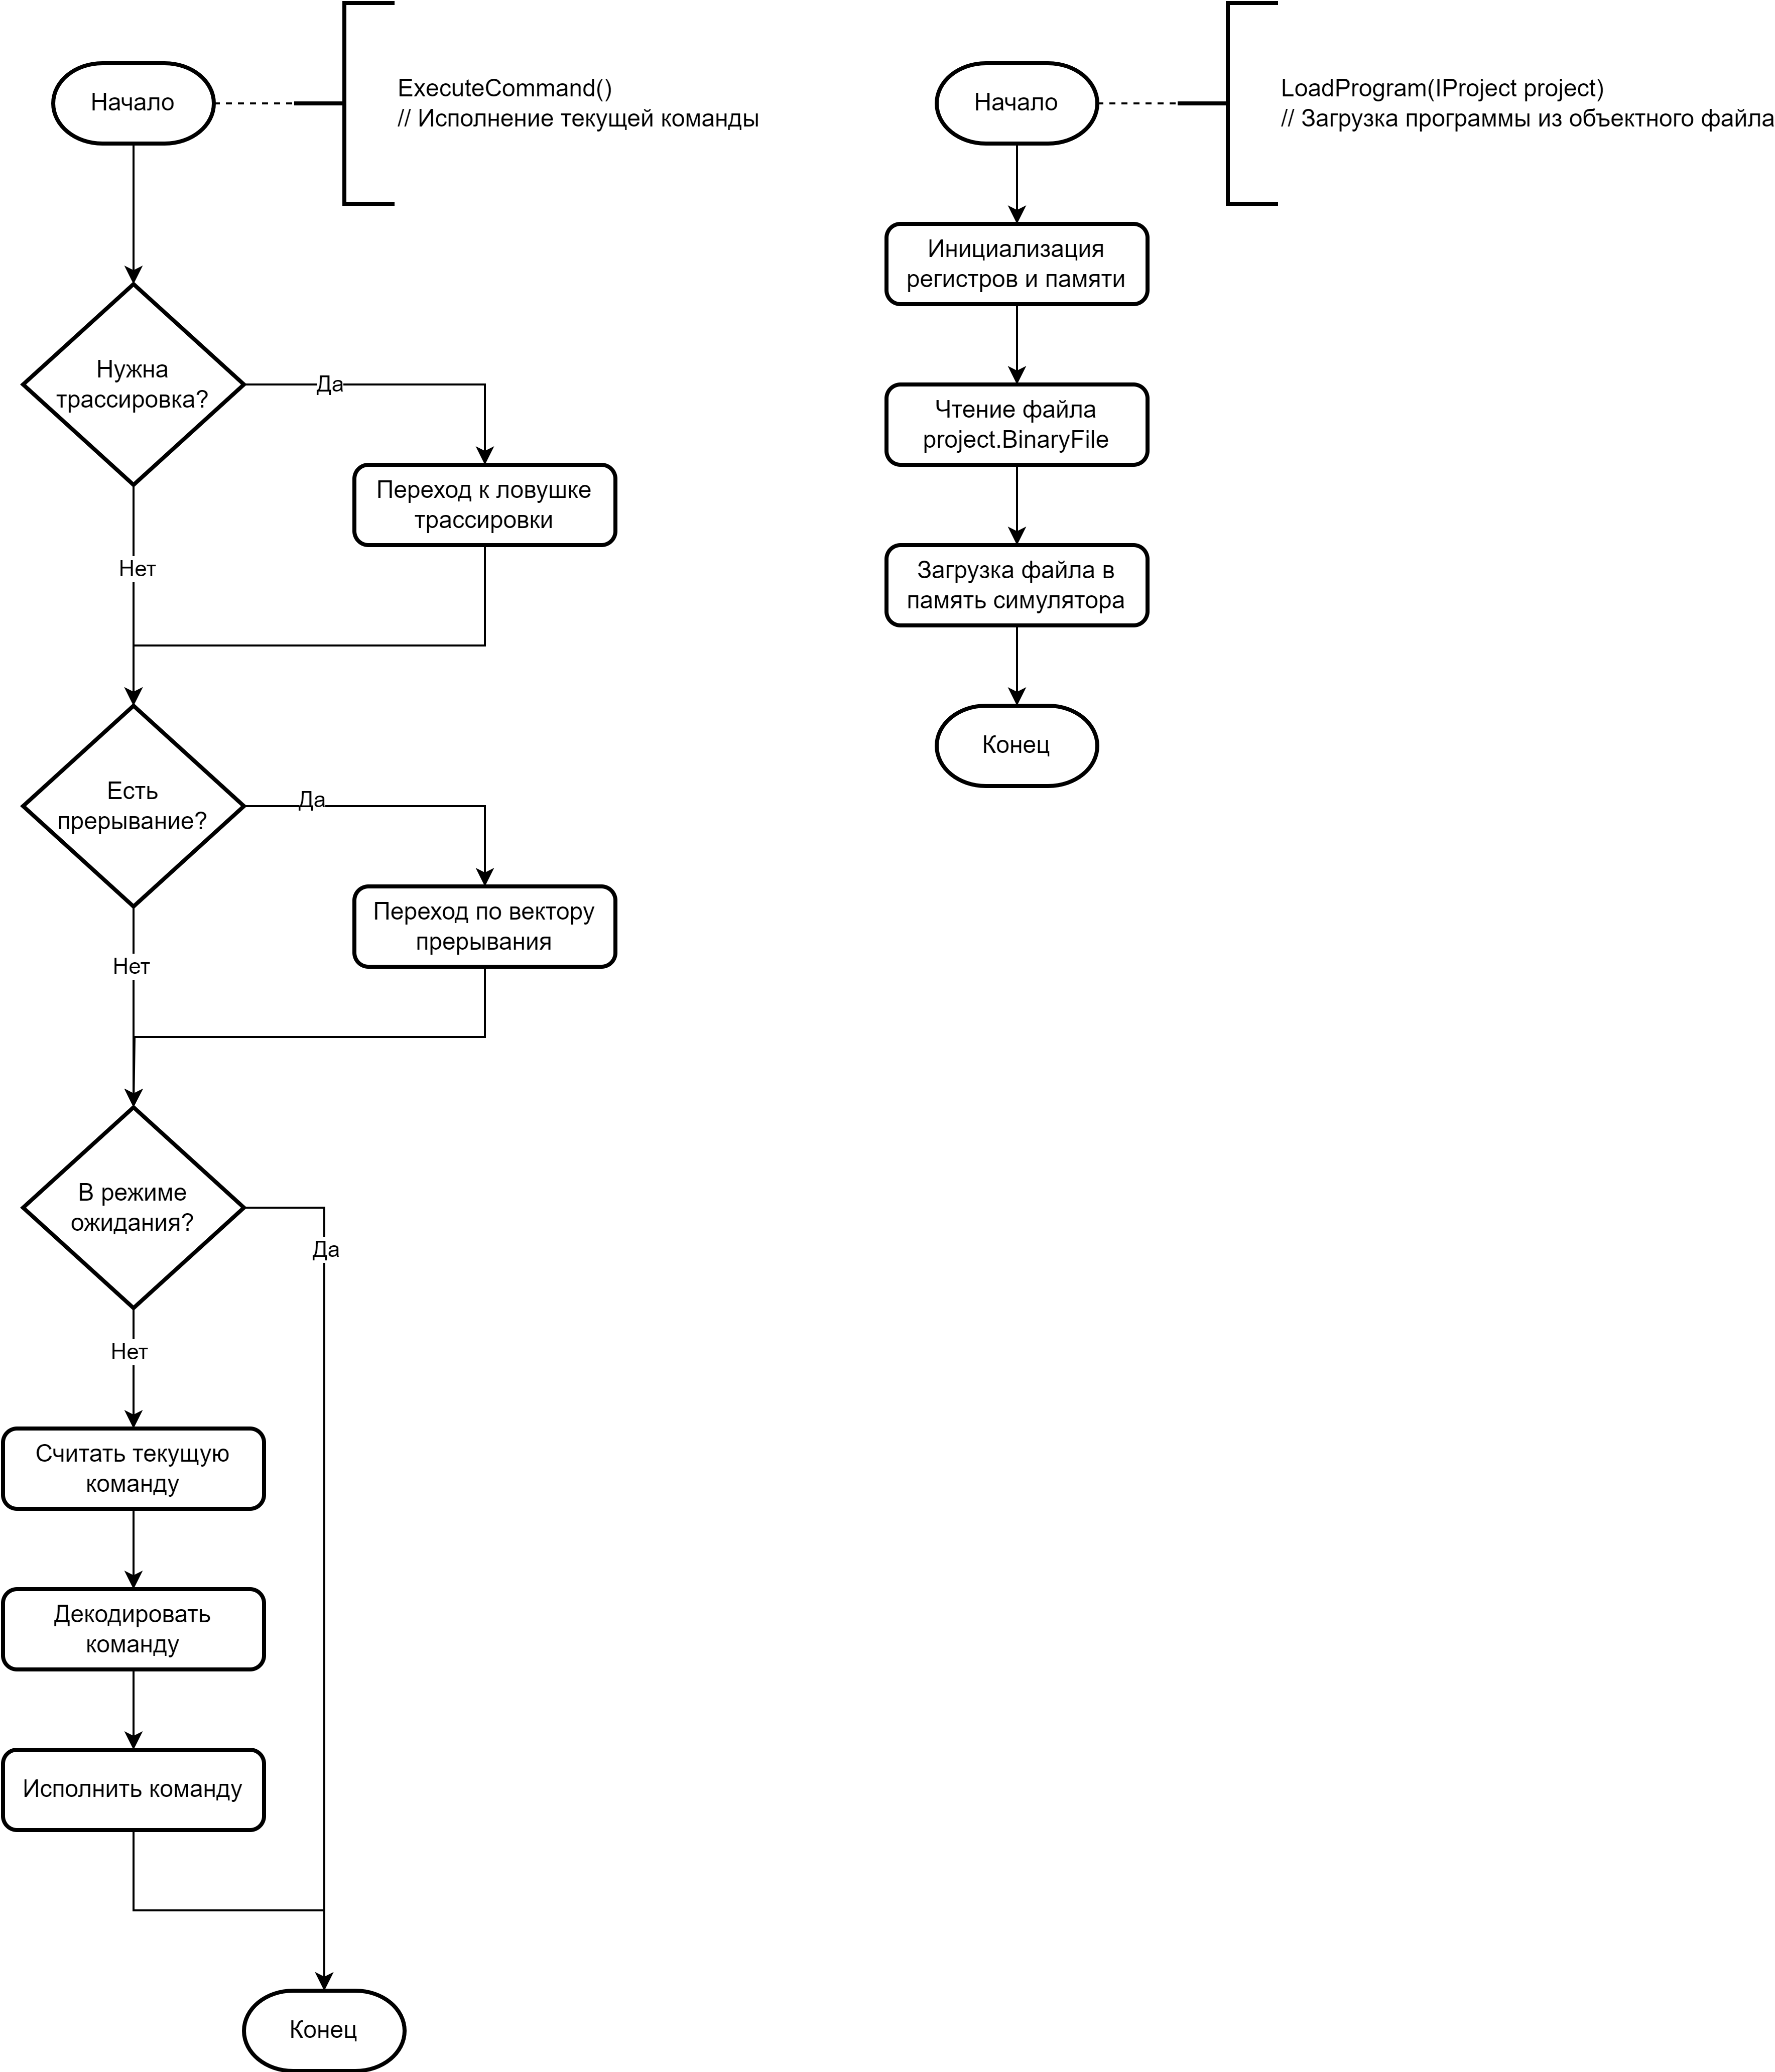 Начало
ExecuteCommand()
// Исполнение текущей команды
Нужна
трассировка?
Да
Переход к ловушке
трассировки
Нет
Есть
прерывание?
Да
Переход по вектору
прерывания
Нет
В режиме
ожидания?
Да
Нет
Считать текущую
команду
Декодировать
команду
Исполнить команду
Конец
Начало
LoadProgram(IProject project)
// Загрузка программы из объектного файла
Инициализация
регистров и памяти
Чтение файла
project.BinaryFile
Загрузка файла в
память симулятора
Конец